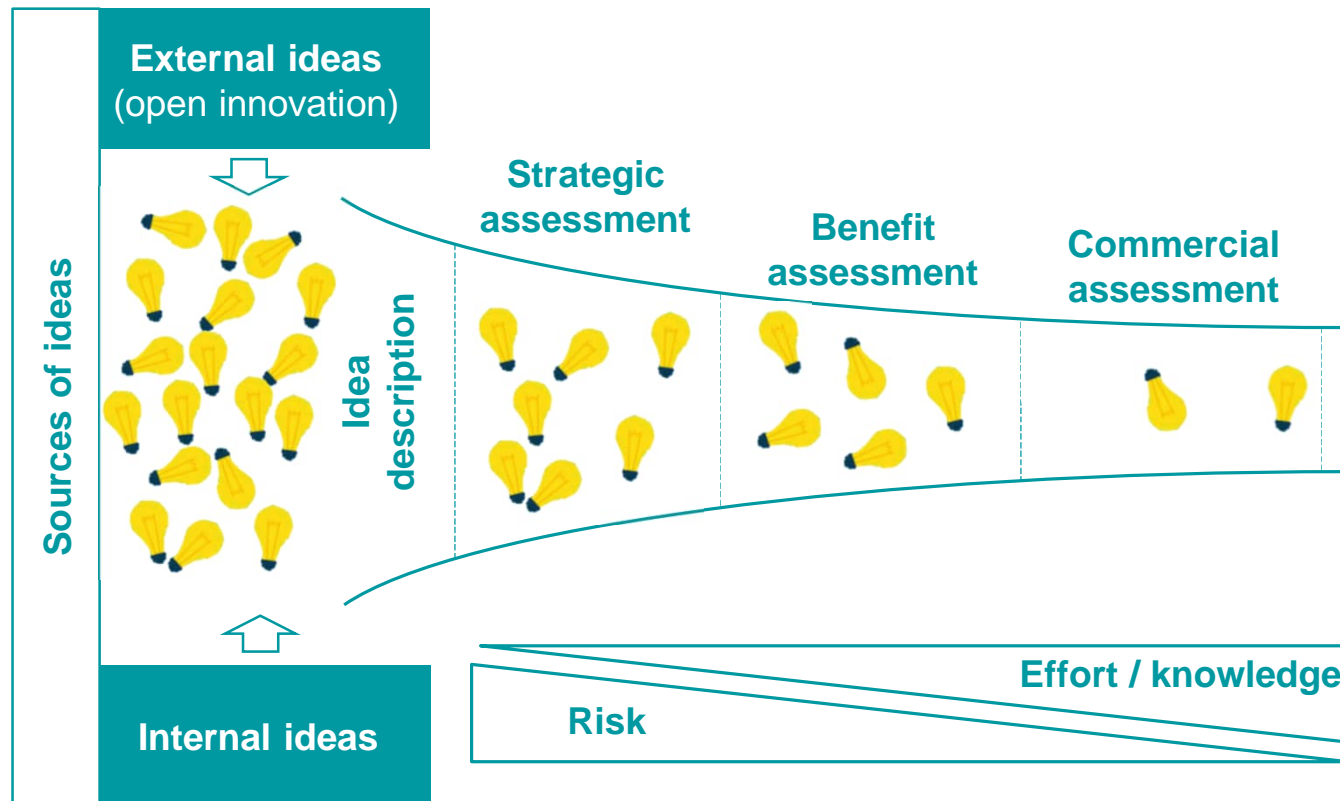 External ideas
(open innovation)
Sources of ideas
Idea
description
Strategic
assessment
Benefit
assessment
Commercial
assessment
Effort / knowledge
Risk
Internal ideas